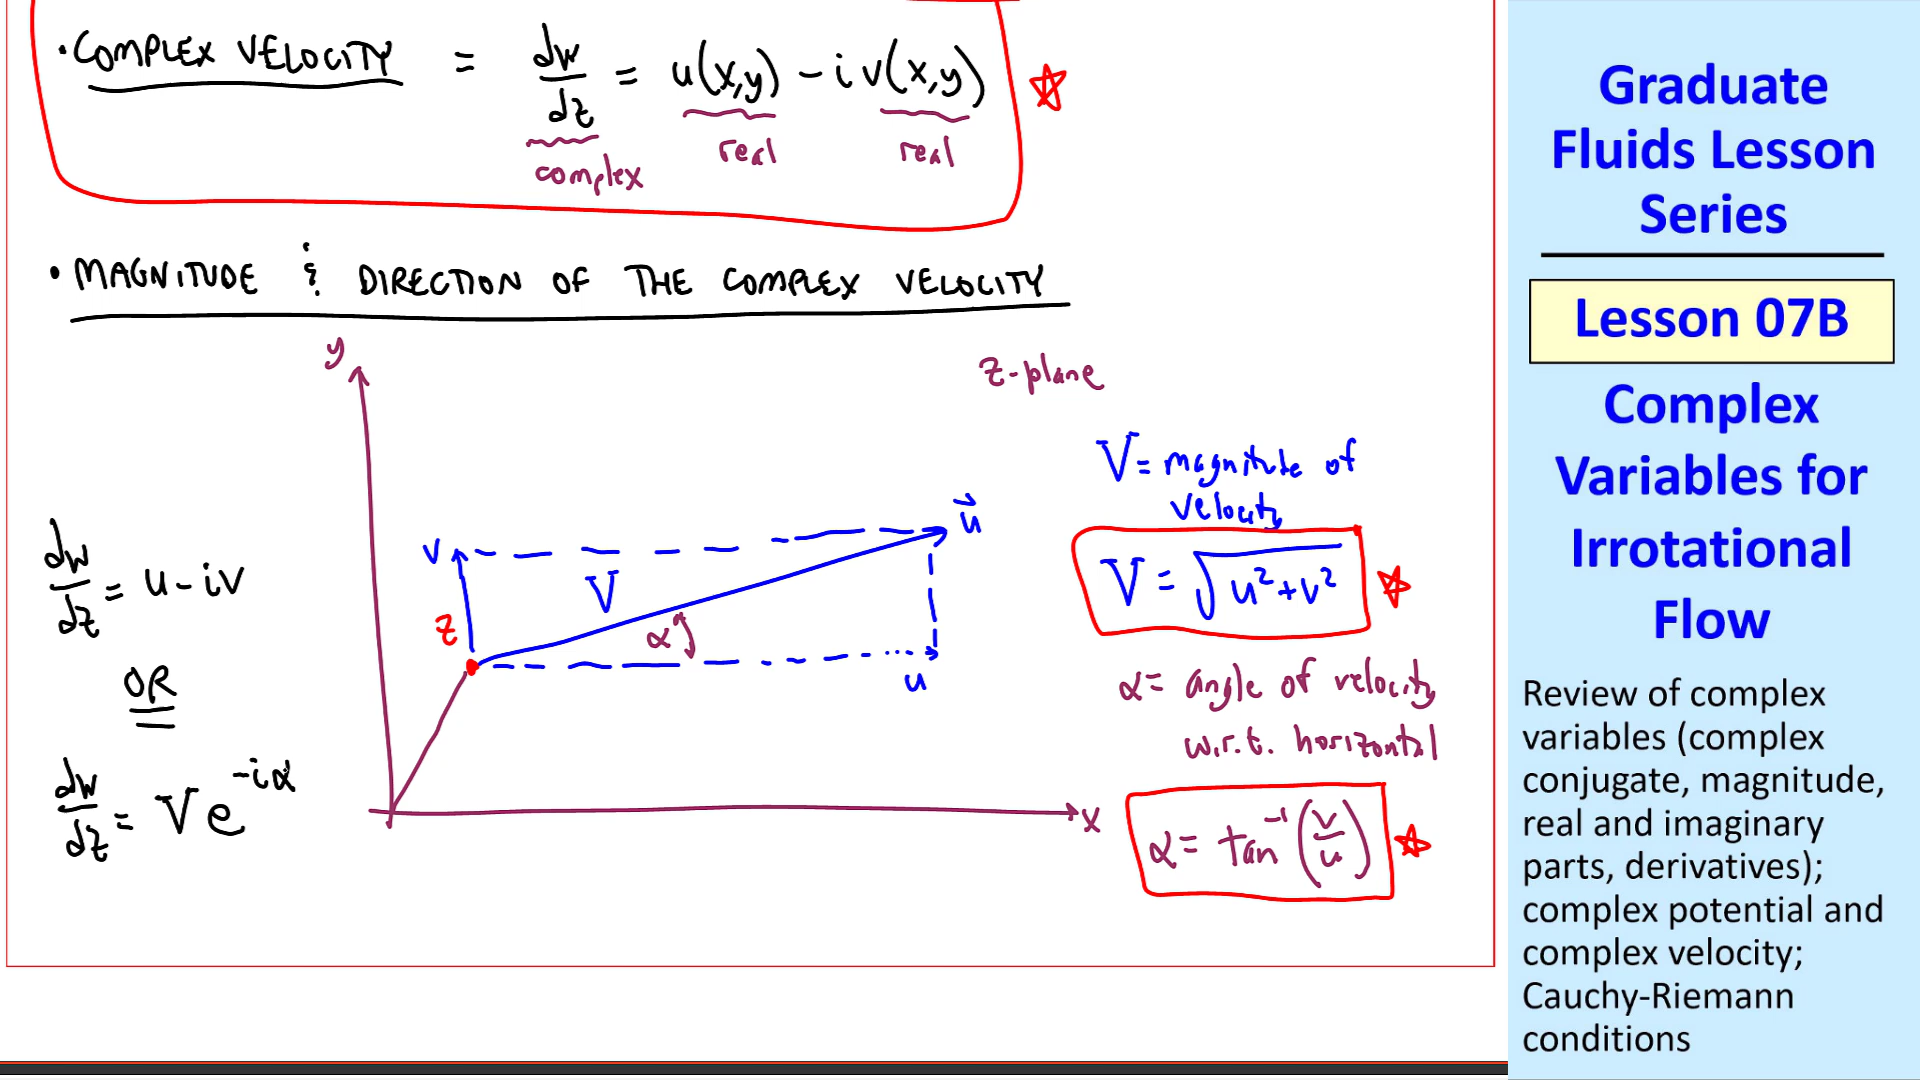 • COMPLEX VELOCITY = dw/dz = u(x,y) - i v(x,y)
complex real real
• MAGNITUDE & DIRECTION OF THE COMPLEX VELOCITY
y
z-plane
V = magnitude of
velocity
v
V
u⃗
z
α
u
x
dw/dz = u - iv
OR
dw/dz = Ve^{-iα}
V = √(u² + v²)
α = angle of velocity
w.r.t. horizontal
α = tan⁻¹(v/u)
Graduate
Fluids Lesson
Series
Lesson 07B
Complex
Variables for
Irrotational
Flow
Review of complex
variables (complex
conjugate, magnitude,
real and imaginary
parts, derivatives);
complex potential and
complex velocity;
Cauchy-Riemann
conditions